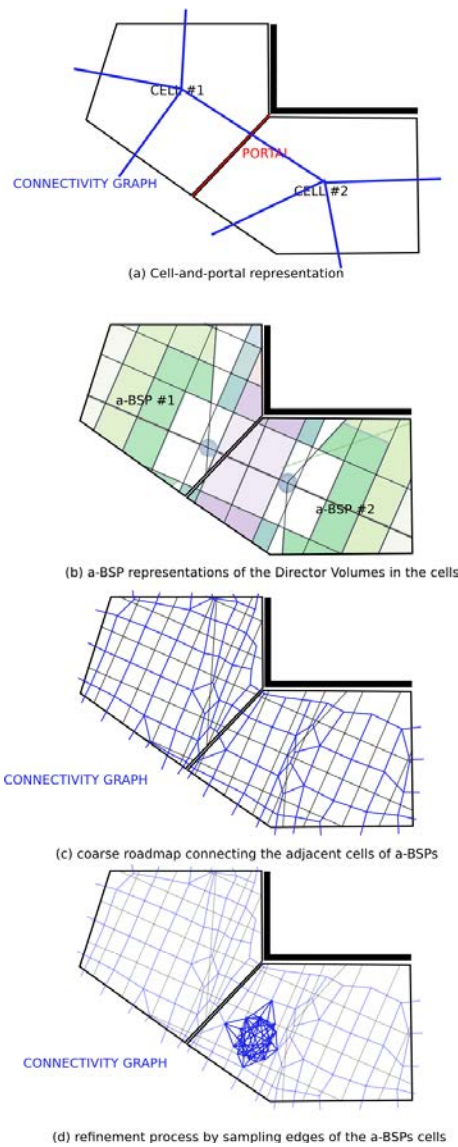 CELL #1
PORTAL
CONNECTIVITY GRAPH
CELL #2
(a) Cell-and-portal representation
a-BSP #1
a-BSP #2
(b) a-BSP representations of the Director Volumes in the cells
CONNECTIVITY GRAPH
(c) coarse roadmap connecting the adjacent cells of a-BSPs
CONNECTIVITY GRAPH
(d) refinement process by sampling edges of the a-BSPs cells